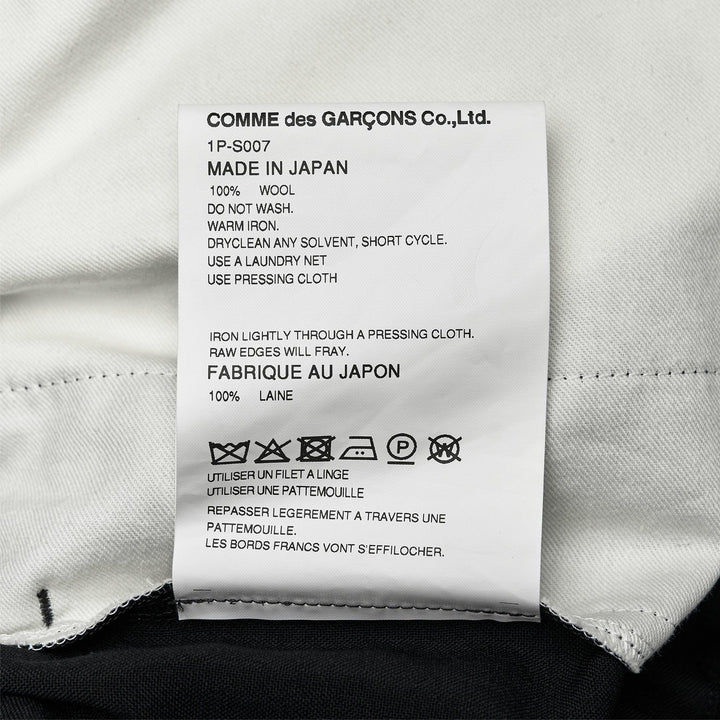 COMME des GARÇONS Co.,Ltd.
1P-S007
MADE IN JAPAN
100% WOOL
DO NOT WASH.
WARM IRON.
DRYCLEAN ANY SOLVENT, SHORT CYCLE.
USE A LAUNDRY NET
USE PRESSING CLOTH
IRON LIGHTLY THROUGH A PRESSING CLOTH.
RAW EDGES WILL FRAY.
FABRIQUE AU JAPON
100% LAINE
P W
UTILISER UN FILET A LINGE
UTILISER UNE PATTEMOUILLE
REPASSER LEGEREMENT A TRAVERS UNE
PATTEMOUILLE.
LES BORDS FRANCS VONT S'EFFILOCHER.